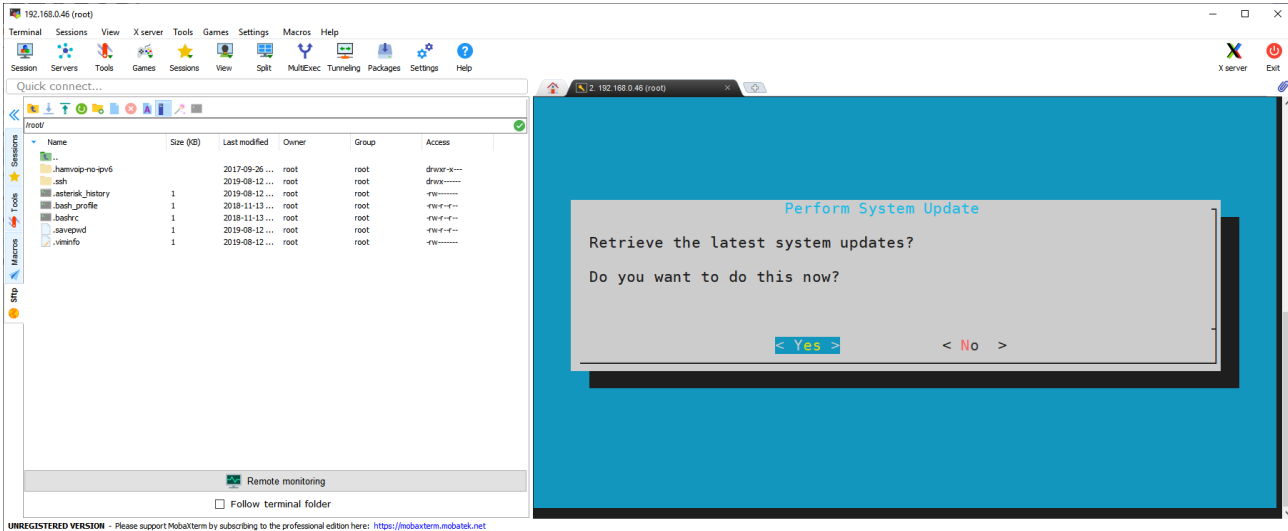 192.168.0.46 (root)
Terminal Sessions View X server Tools Games Settings Macros Help
Session Servers Tools Games Sessions View Split MultiExec Tunneling Packages Settings Help X server Exit
Quick connect...
2. 192.168.0.46 (root)
/root/
Name Size (KB) Last modified Owner Group Access
..
.hamvoip-no-ipv6 2017-09-26 ... root root drwxr-x---
.ssh 2019-08-12 ... root root drwx------
.asterisk_history 1 2019-08-12 ... root root -rw-------
.bash_profile 1 2018-11-13 ... root root -rw-r--r--
.bashrc 1 2018-11-13 ... root root -rw-r--r--
.savepwd 1 2019-08-12 ... root root -rw-r--r--
.viminfo 1 2019-08-12 ... root root -rw-------
Sessions
Tools
Macros
Sftp
Perform System Update
Retrieve the latest system updates?
Do you want to do this now?
< Yes > < No >
Remote monitoring
Follow terminal folder
UNREGISTERED VERSION - Please support MobaXterm by subscribing to the professional edition here: https://mobaxterm.mobatek.net